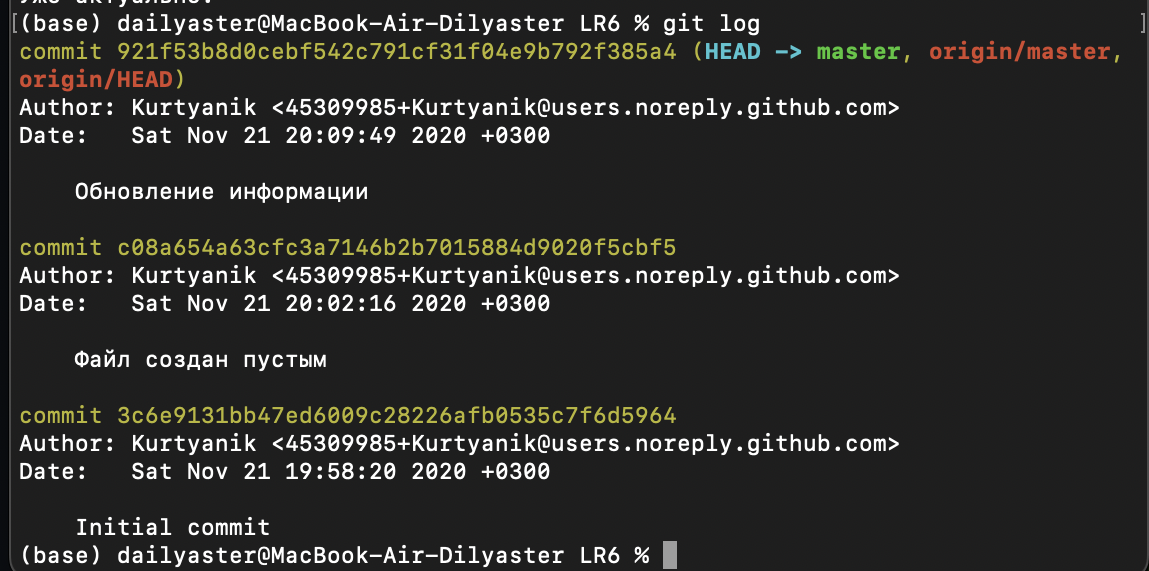 Уже актуально.
[(base) dailyaster@MacBook-Air-Dilyaster LR6 % git log ]
commit 921f53b8d0cebf542c791cf31f04e9b792f385a4 (HEAD -> master, origin/master,
origin/HEAD)
Author: Kurtyanik <45309985+Kurtyanik@users.noreply.github.com>
Date:   Sat Nov 21 20:09:49 2020 +0300
Обновление информации
commit c08a654a63cfc3a7146b2b7015884d9020f5cbf5
Author: Kurtyanik <45309985+Kurtyanik@users.noreply.github.com>
Date:   Sat Nov 21 20:02:16 2020 +0300
Файл создан пустым
commit 3c6e9131bb47ed6009c28226afb0535c7f6d5964
Author: Kurtyanik <45309985+Kurtyanik@users.noreply.github.com>
Date:   Sat Nov 21 19:58:20 2020 +0300
Initial commit
(base) dailyaster@MacBook-Air-Dilyaster LR6 %